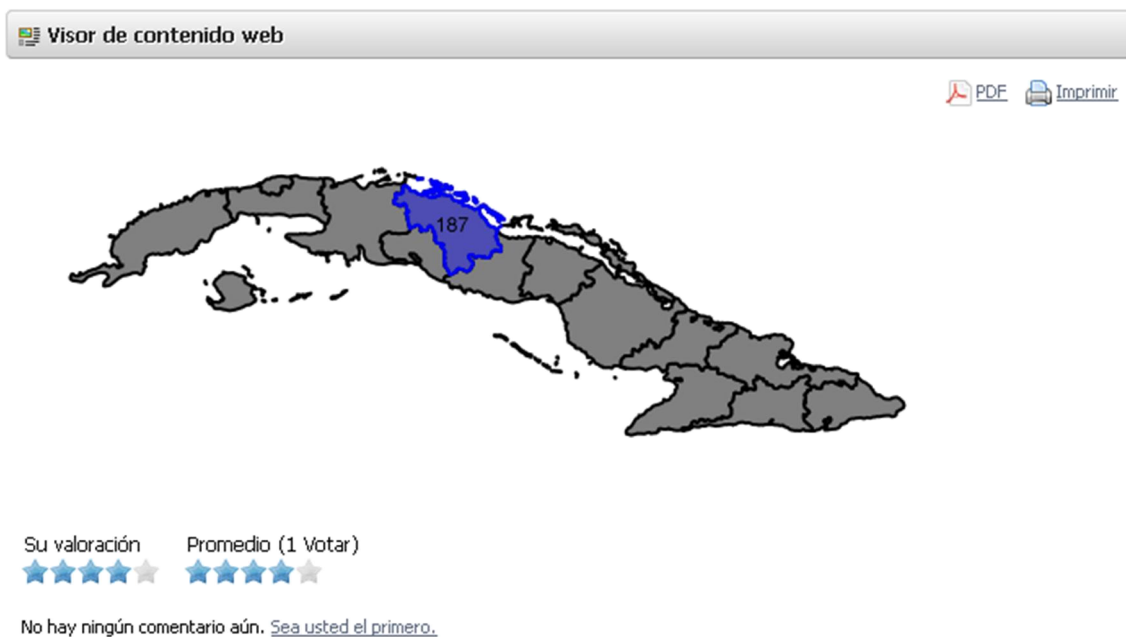 Visor de contenido web
PDF Imprimir
187
Su valoración Promedio (1 Votar)
No hay ningún comentario aún. Sea usted el primero.